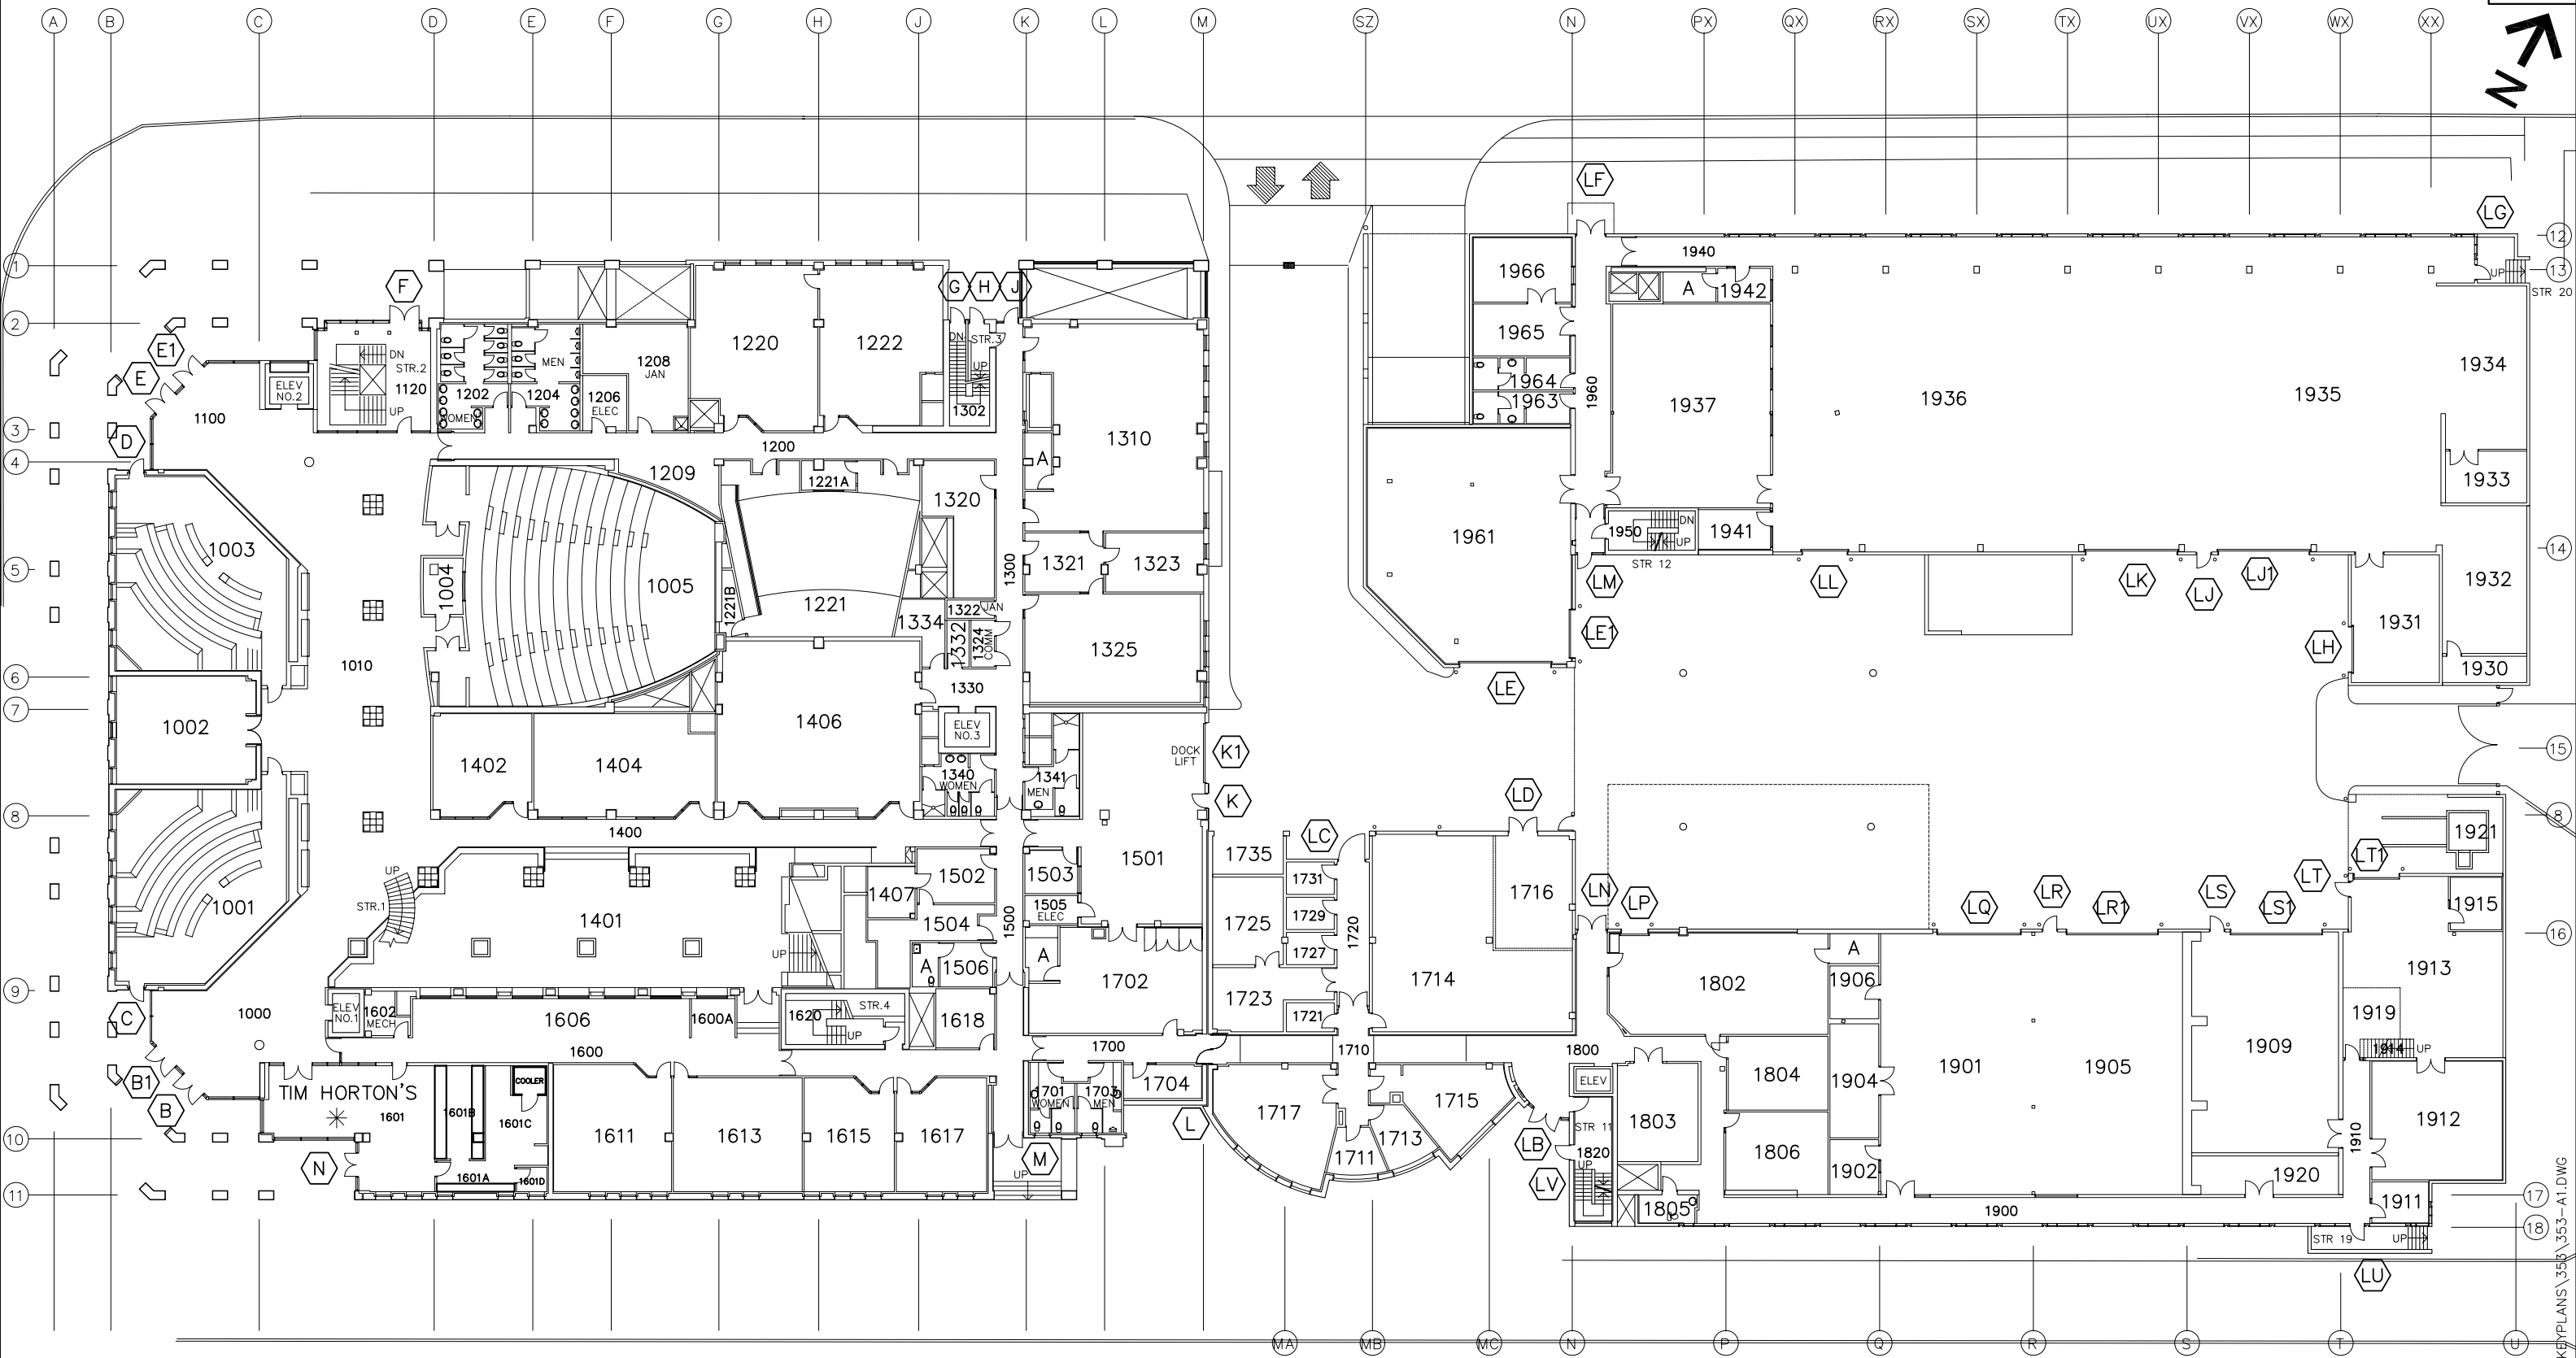 A B C D E F G H J K L M SZ N PX QX RX SX TX UX VX WX XX
N
LF
LG
12
1940
1
13
F
G H J
1966
A 1942
UP
STR 20
2
E1
DN
STR.2
1120
UP
MEN
1208
JAN
1220
1222
DN
STR.3
UP
1302
1965
E
ELEV
NO.2
1202
WOMEN
1204
1206
ELEC
1964
1963
1960
1937
1936
1935
1934
1100
3
D
4
1200
1310
A
1209
1221A
1320
1933
1003
1961
1950
DN
UP
1941
STR 12
14
5
1004
1005
1221B
1221
1300
1321
1323
LM
LL
LK
LJ
LJ1
1931
1932
1322
JAN
1334
1332
1324
COMM
LE1
1010
1325
LH
6
1330
1930
LE
7
1002
1402
1404
1406
ELEV
NO.3
DOCK
LIFT
K1
15
1340
WOMEN
1341
MEN
K
LD
8
8
1400
LC
1501
1735
1921
LT1
UP
STR.1
1407
1502
1503
1731
1716
LN
LP
LR
LS
LT
1001
1401
1504
1505
ELEC
1500
1725
1729
1720
LQ
LR1
LS1
1915
16
UP
A
1506
A
1727
A
1702
1714
1802
1906
1913
9
C
1000
ELEV
NO.1
1602
MECH
1606
1600A
1620
STR.4
UP
1618
1723
1721
1919
1600
1700
1710
1800
1914
UP
1909
B1
B
TIM HORTON'S
1601
1601B
COOLER
1601C
1701
WOMEN
1703
MEN
1704
ELEV
1804
1904
1901
1905
L
1717
1715
1803
1912
10
N
1611
1613
1615
1617
M
UP
1711
1713
LB
STR 11
1820
UP
1806
1902
1910
1601A
1601D
LV
1920
11
1805
1900
1911
17
18
STR 19
UP
LU
MA MB MC N P Q R S T U
KEYPLANS\353\353-A1.DWG